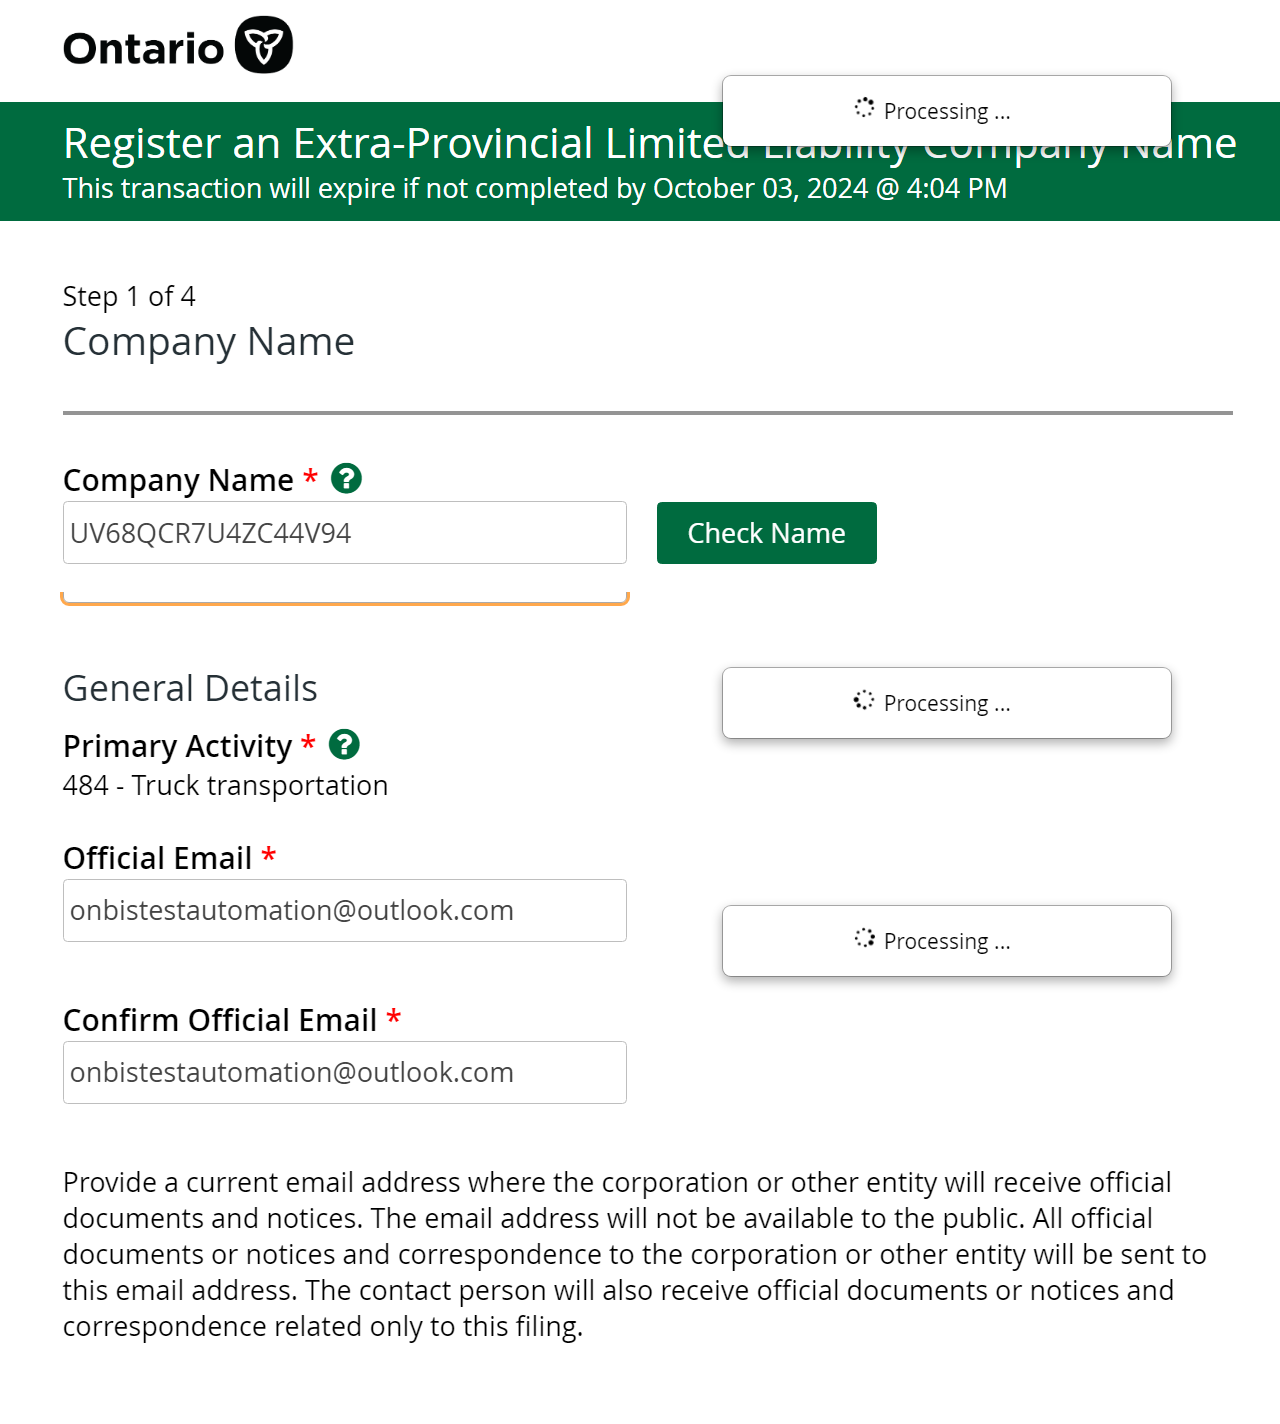 Ontario
Processing ...
Register an Extra-Provincial Limited Liability Company Name
This transaction will expire if not completed by October 03, 2024 @ 4:04 PM
Step 1 of 4
Company Name
Company Name * ?
UV68QCR7U4ZC44V94
Check Name
General Details
Processing ...
Primary Activity * ?
484 - Truck transportation
Official Email *
onbistestautomation@outlook.com
Processing ...
Confirm Official Email *
onbistestautomation@outlook.com
Provide a current email address where the corporation or other entity will receive official
documents and notices. The email address will not be available to the public. All official
documents or notices and correspondence to the corporation or other entity will be sent to
this email address. The contact person will also receive official documents or notices and
correspondence related only to this filing.